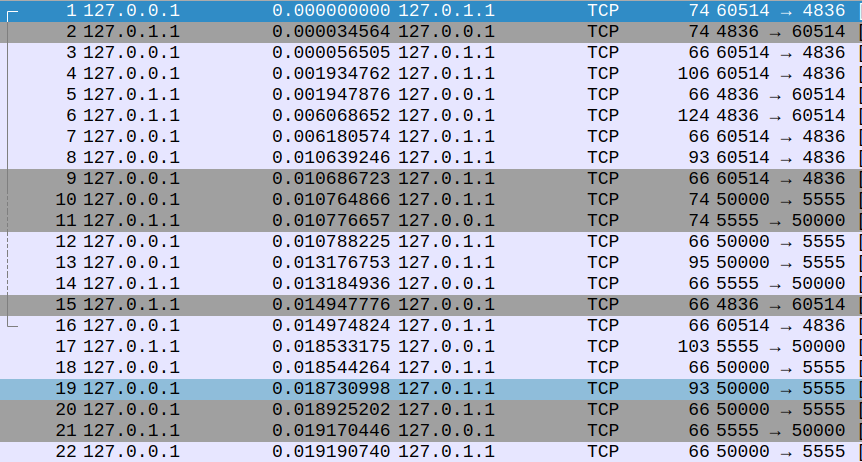 1 127.0.0.1 0.000000000 127.0.1.1 TCP 74 60514 → 4836 [
2 127.0.1.1 0.000034564 127.0.0.1 TCP 74 4836 → 60514 [
3 127.0.0.1 0.000056505 127.0.1.1 TCP 66 60514 → 4836 [
4 127.0.0.1 0.001934762 127.0.1.1 TCP 106 60514 → 4836 [
5 127.0.1.1 0.001947876 127.0.0.1 TCP 66 4836 → 60514 [
6 127.0.1.1 0.006068652 127.0.0.1 TCP 124 4836 → 60514 [
7 127.0.0.1 0.006180574 127.0.1.1 TCP 66 60514 → 4836 [
8 127.0.0.1 0.010639246 127.0.1.1 TCP 93 60514 → 4836 [
9 127.0.0.1 0.010686723 127.0.1.1 TCP 66 60514 → 4836 [
10 127.0.0.1 0.010764866 127.0.1.1 TCP 74 50000 → 5555 [
11 127.0.1.1 0.010776657 127.0.0.1 TCP 74 5555 → 50000 [
12 127.0.0.1 0.010788225 127.0.1.1 TCP 66 50000 → 5555 [
13 127.0.0.1 0.013176753 127.0.1.1 TCP 95 50000 → 5555 [
14 127.0.1.1 0.013184936 127.0.0.1 TCP 66 5555 → 50000 [
15 127.0.1.1 0.014947776 127.0.0.1 TCP 66 4836 → 60514 [
16 127.0.0.1 0.014974824 127.0.1.1 TCP 66 60514 → 4836 [
17 127.0.1.1 0.018533175 127.0.0.1 TCP 103 5555 → 50000 [
18 127.0.0.1 0.018544264 127.0.1.1 TCP 66 50000 → 5555 [
19 127.0.0.1 0.018730998 127.0.1.1 TCP 93 50000 → 5555 [
20 127.0.0.1 0.018925202 127.0.1.1 TCP 66 50000 → 5555 [
21 127.0.1.1 0.019170446 127.0.0.1 TCP 66 5555 → 50000 [
22 127.0.0.1 0.019190740 127.0.1.1 TCP 66 50000 → 5555 [